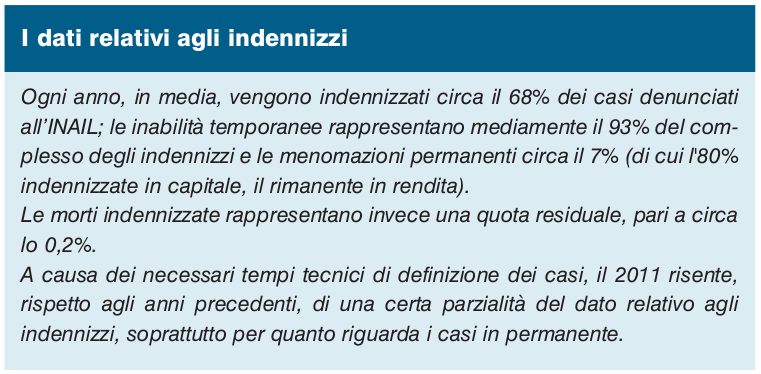 I dati relativi agli indennizzi
Ogni anno, in media, vengono indennizzati circa il 68% dei casi denunciati
all'INAIL; le inabilità temporanee rappresentano mediamente il 93% del com-
plesso degli indennizzi e le menomazioni permanenti circa il 7% (di cui l'80%
indennizzate in capitale, il rimanente in rendita).
Le morti indennizzate rappresentano invece una quota residuale, pari a circa
lo 0,2%.
A causa dei necessari tempi tecnici di definizione dei casi, il 2011 risente,
rispetto agli anni precedenti, di una certa parzialità del dato relativo agli
indennizzi, soprattutto per quanto riguarda i casi in permanente.